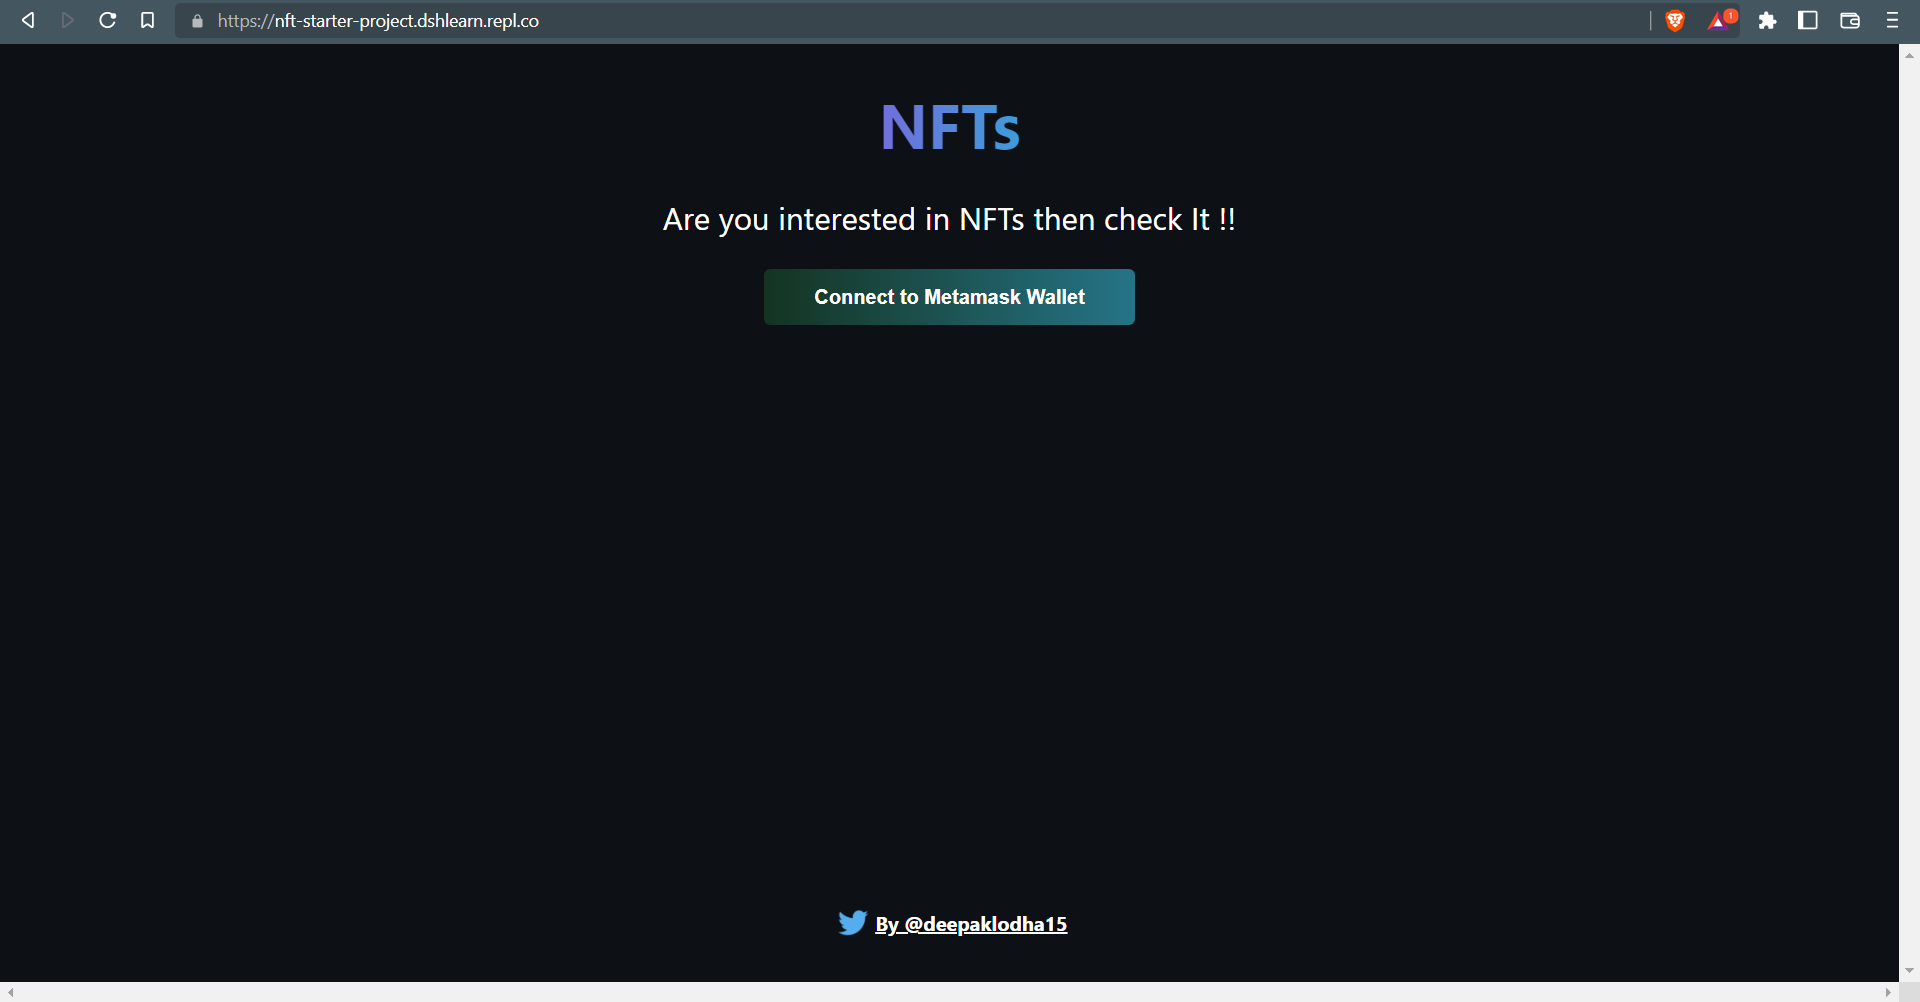 https://nft-starter-project.dshlearn.repl.co
1
NFTs
Are you interested in NFTs then check It !!
Connect to Metamask Wallet
By @deepaklodha15